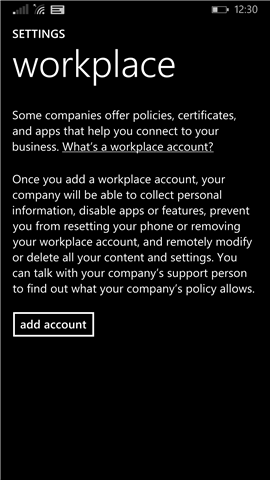 12:30
SETTINGS
workplace
Some companies offer policies, certificates,
and apps that help you connect to your
business. What's a workplace account?
Once you add a workplace account, your
company will be able to collect personal
information, disable apps or features, prevent
you from resetting your phone or removing
your workplace account, and remotely modify
or delete all your content and settings. You
can talk with your company's support person
to find out what your company's policy allows.
add account